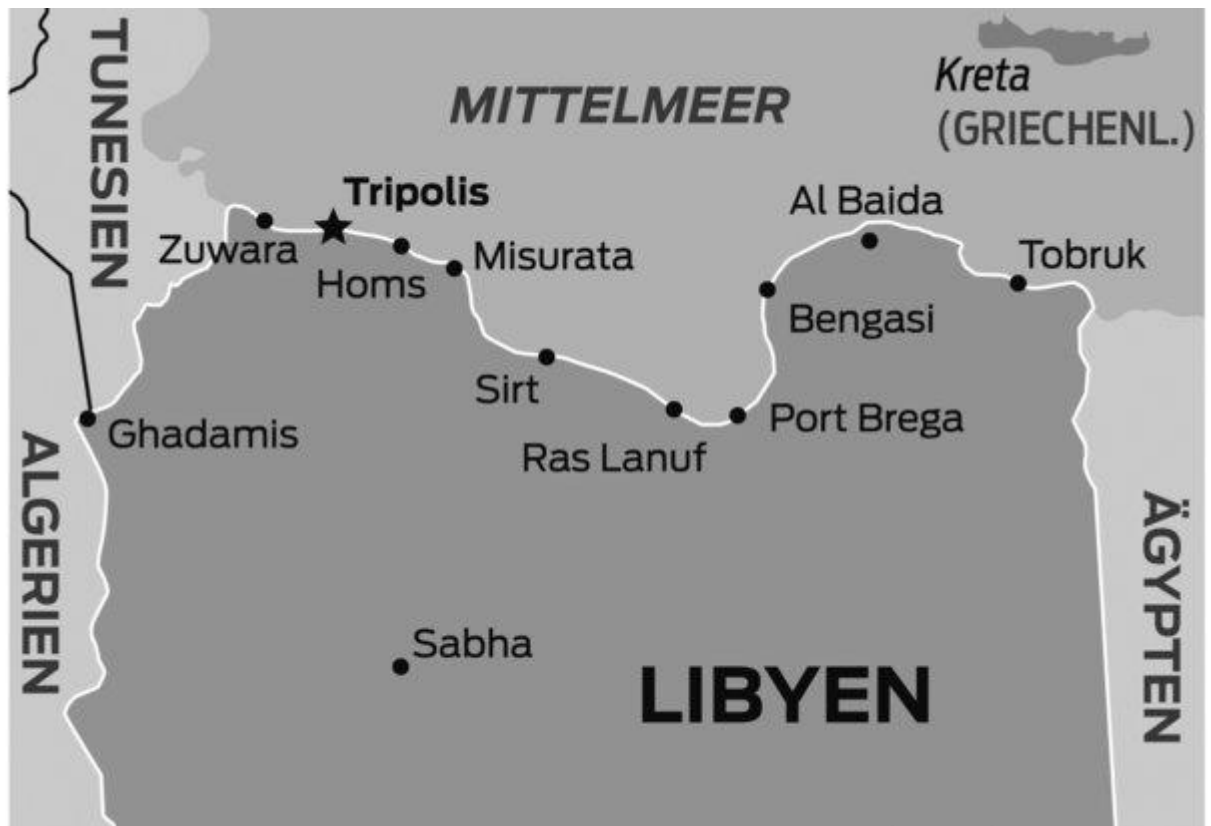 TUNESIEN
MITTELMEER
Kreta
(GRIECHENL.)
Tripolis
Al Baida
Zuwara
Homs
Misurata
Tobruk
Bengasi
Sirt
Port Brega
Ghadamis
Ras Lanuf
ALGERIEN
ÄGYPTEN
Sabha
LIBYEN